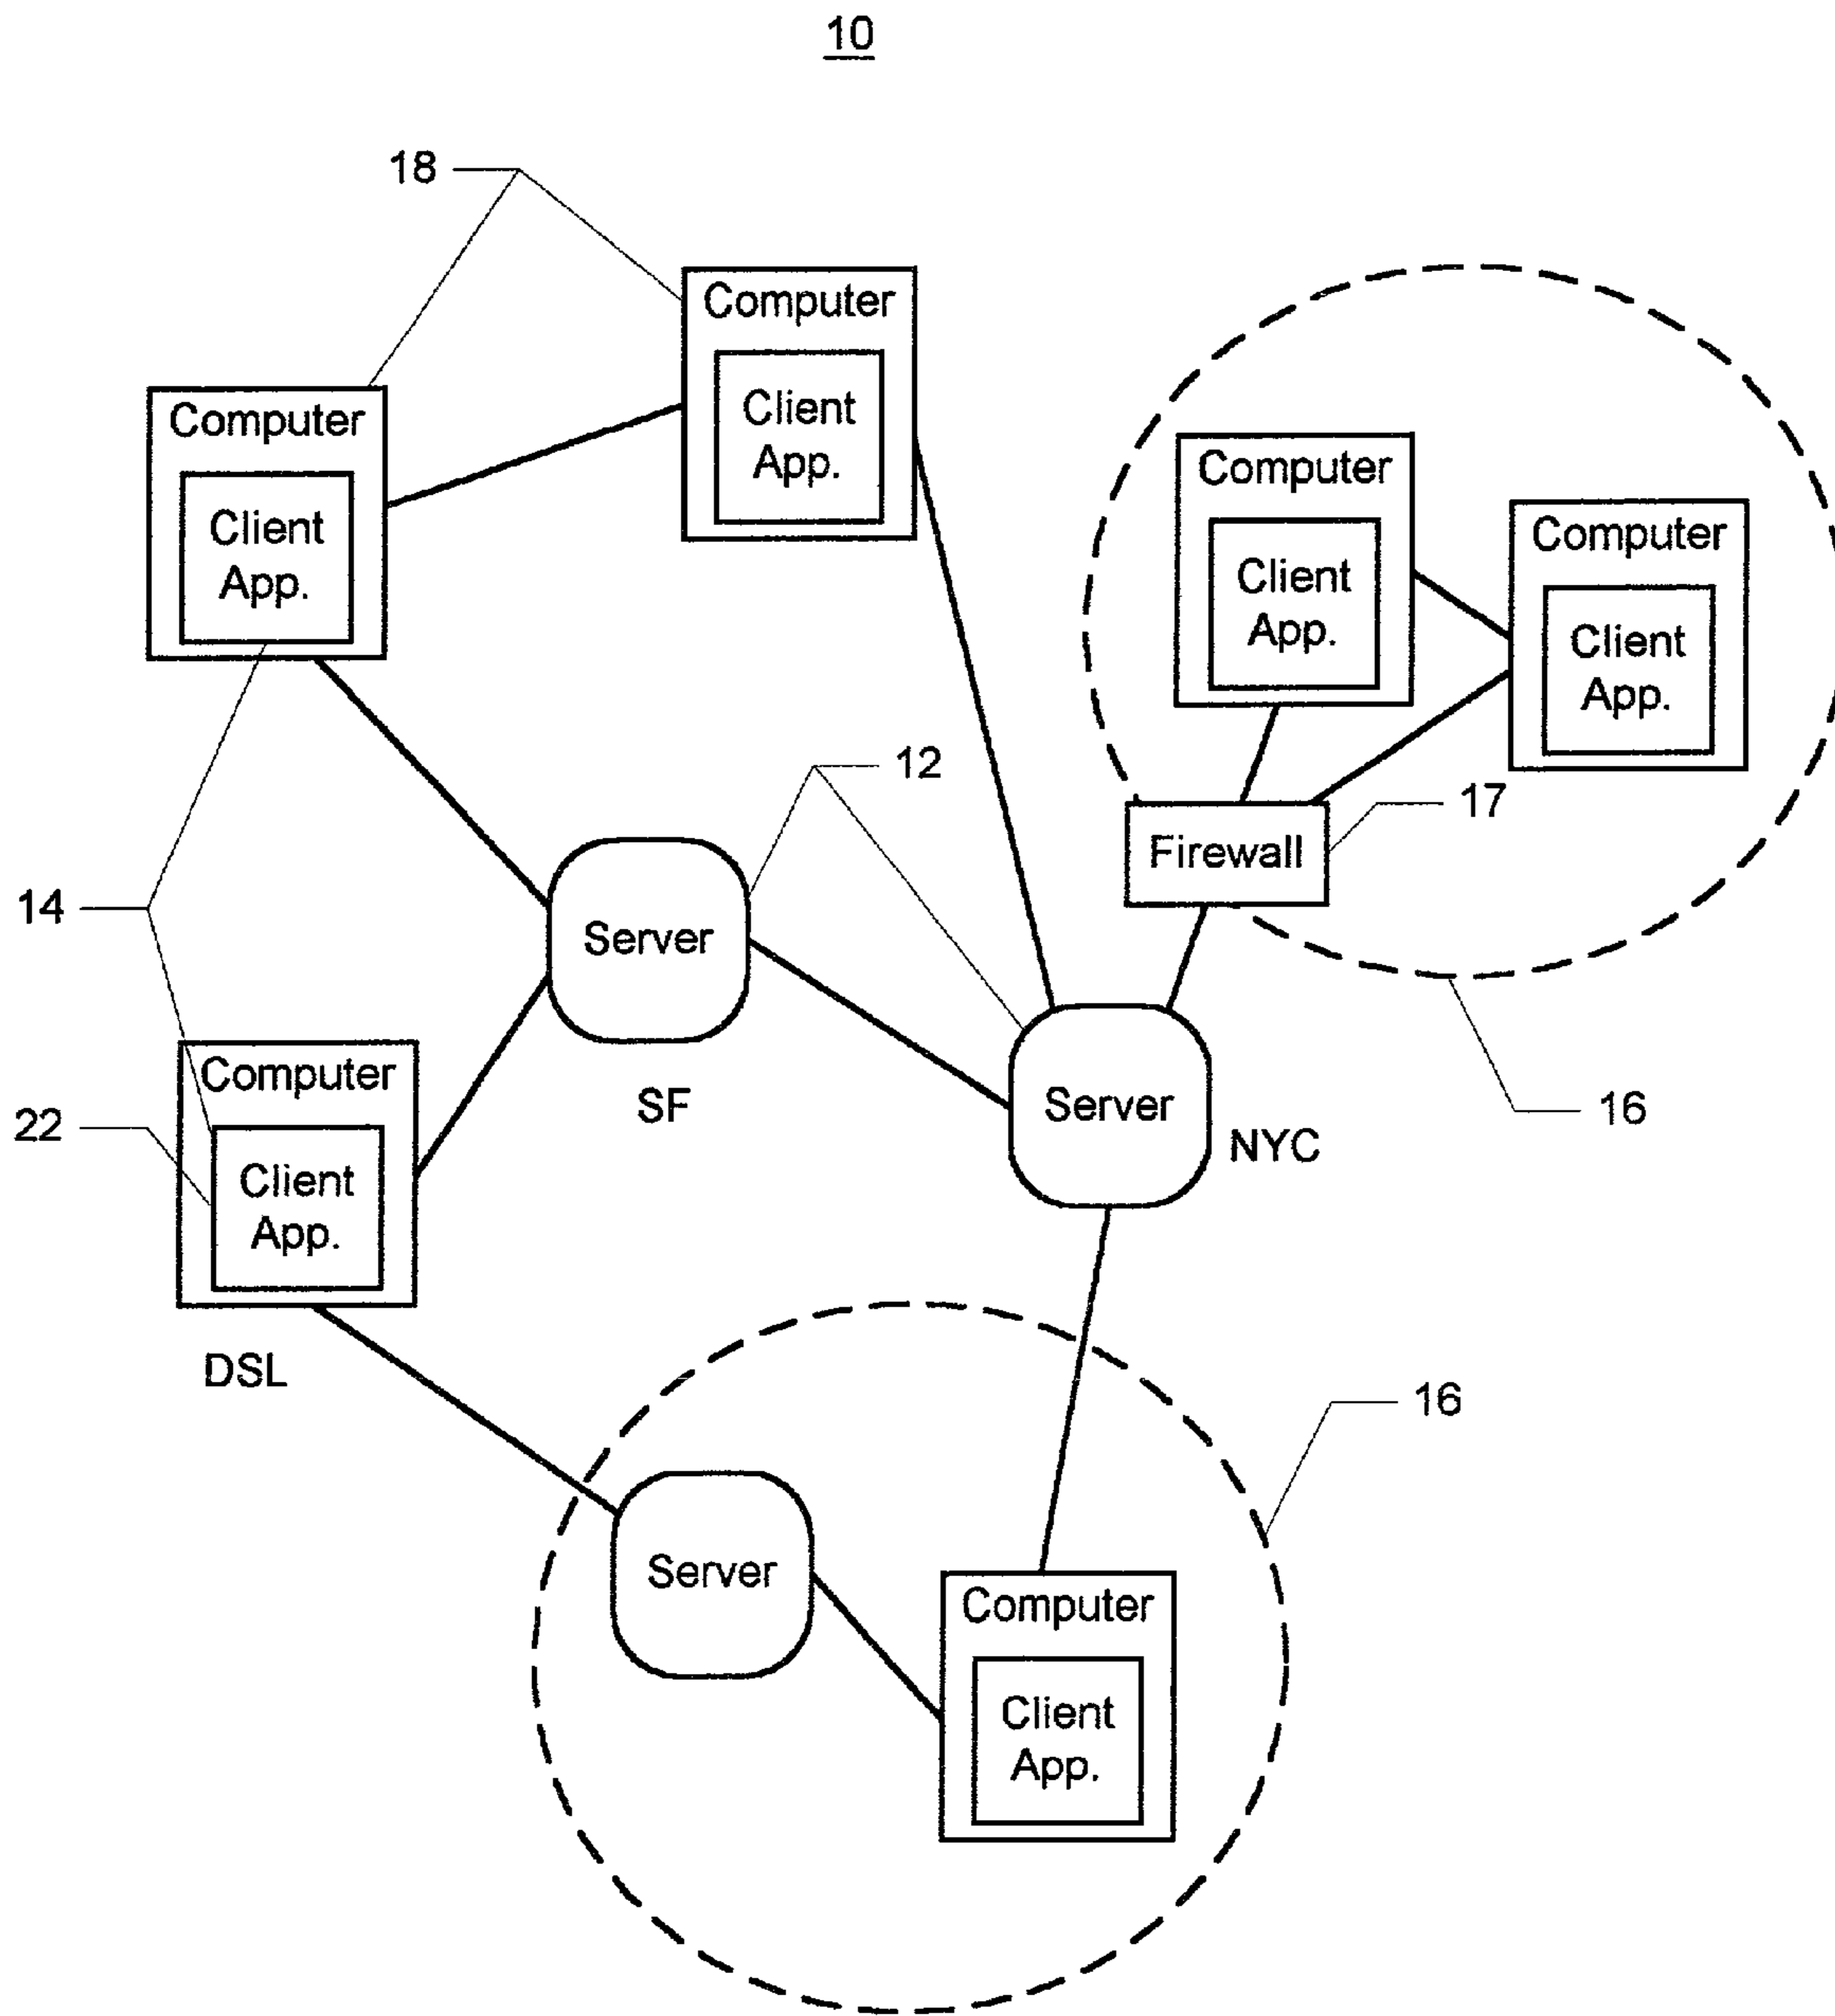 10
18
Computer
Client
App.
Computer
Client
App.
Computer
Client
App.
Computer
Client
App.
12
17
Firewall
14
Server
SF
Server
NYC
16
Computer
22
Client
App.
DSL
16
Server
Computer
Client
App.